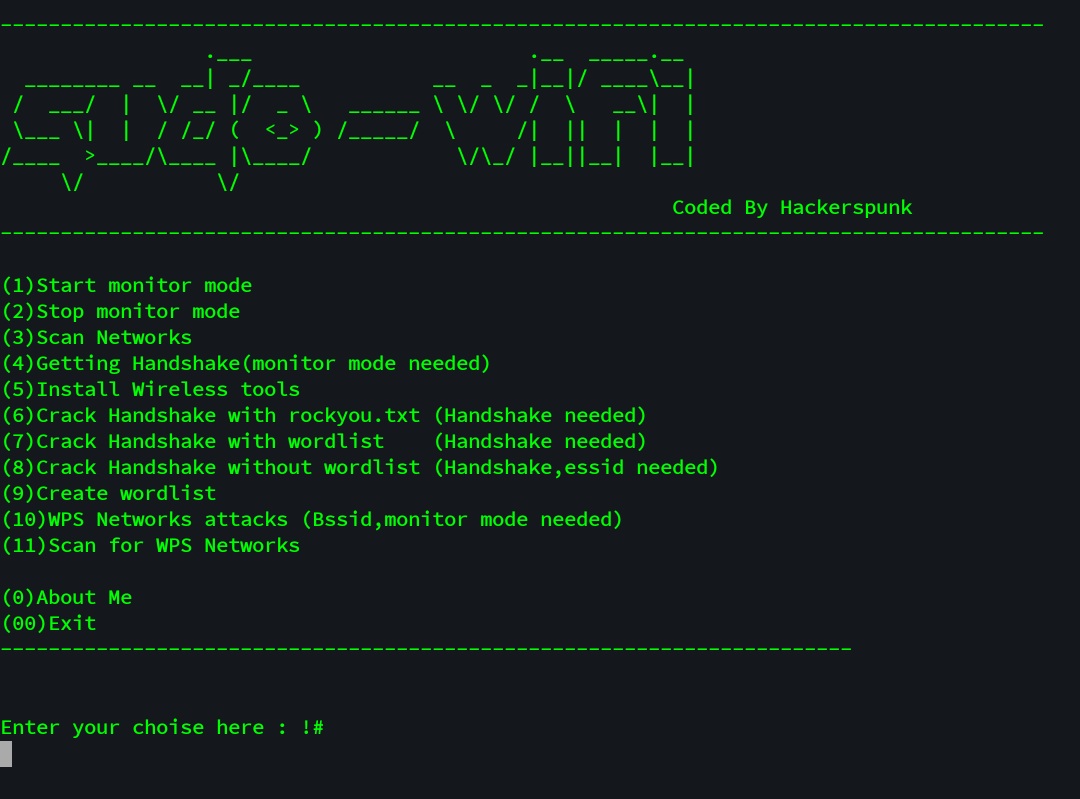 ----------------------------------------------------------------------------------------
sudo-wifi
Coded By Hackerspunk
----------------------------------------------------------------------------------------
(1)Start monitor mode
(2)Stop monitor mode
(3)Scan Networks
(4)Getting Handshake(monitor mode needed)
(5)Install Wireless tools
(6)Crack Handshake with rockyou.txt (Handshake needed)
(7)Crack Handshake with wordlist    (Handshake needed)
(8)Crack Handshake without wordlist (Handshake,essid needed)
(9)Create wordlist
(10)WPS Networks attacks (Bssid,monitor mode needed)
(11)Scan for WPS Networks
(0)About Me
(00)Exit
-----------------------------------------------------------------------
Enter your choise here : !#